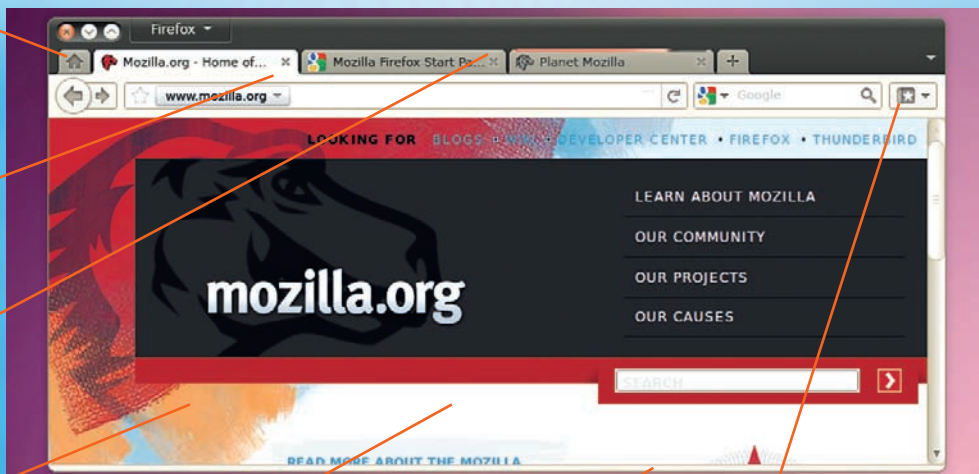 Firefox
Mozilla.org - Home of...
Mozilla Firefox Start Pa...
Planet Mozilla
www.mozilla.org
Google
LOOKING FOR BLOGS • WIKI • DEVELOPER CENTER • FIREFOX • THUNDERBIRD
LEARN ABOUT MOZILLA
OUR COMMUNITY
OUR PROJECTS
OUR CAUSES
mozilla.org
SEARCH
READ MORE ABOUT THE MOZILLA